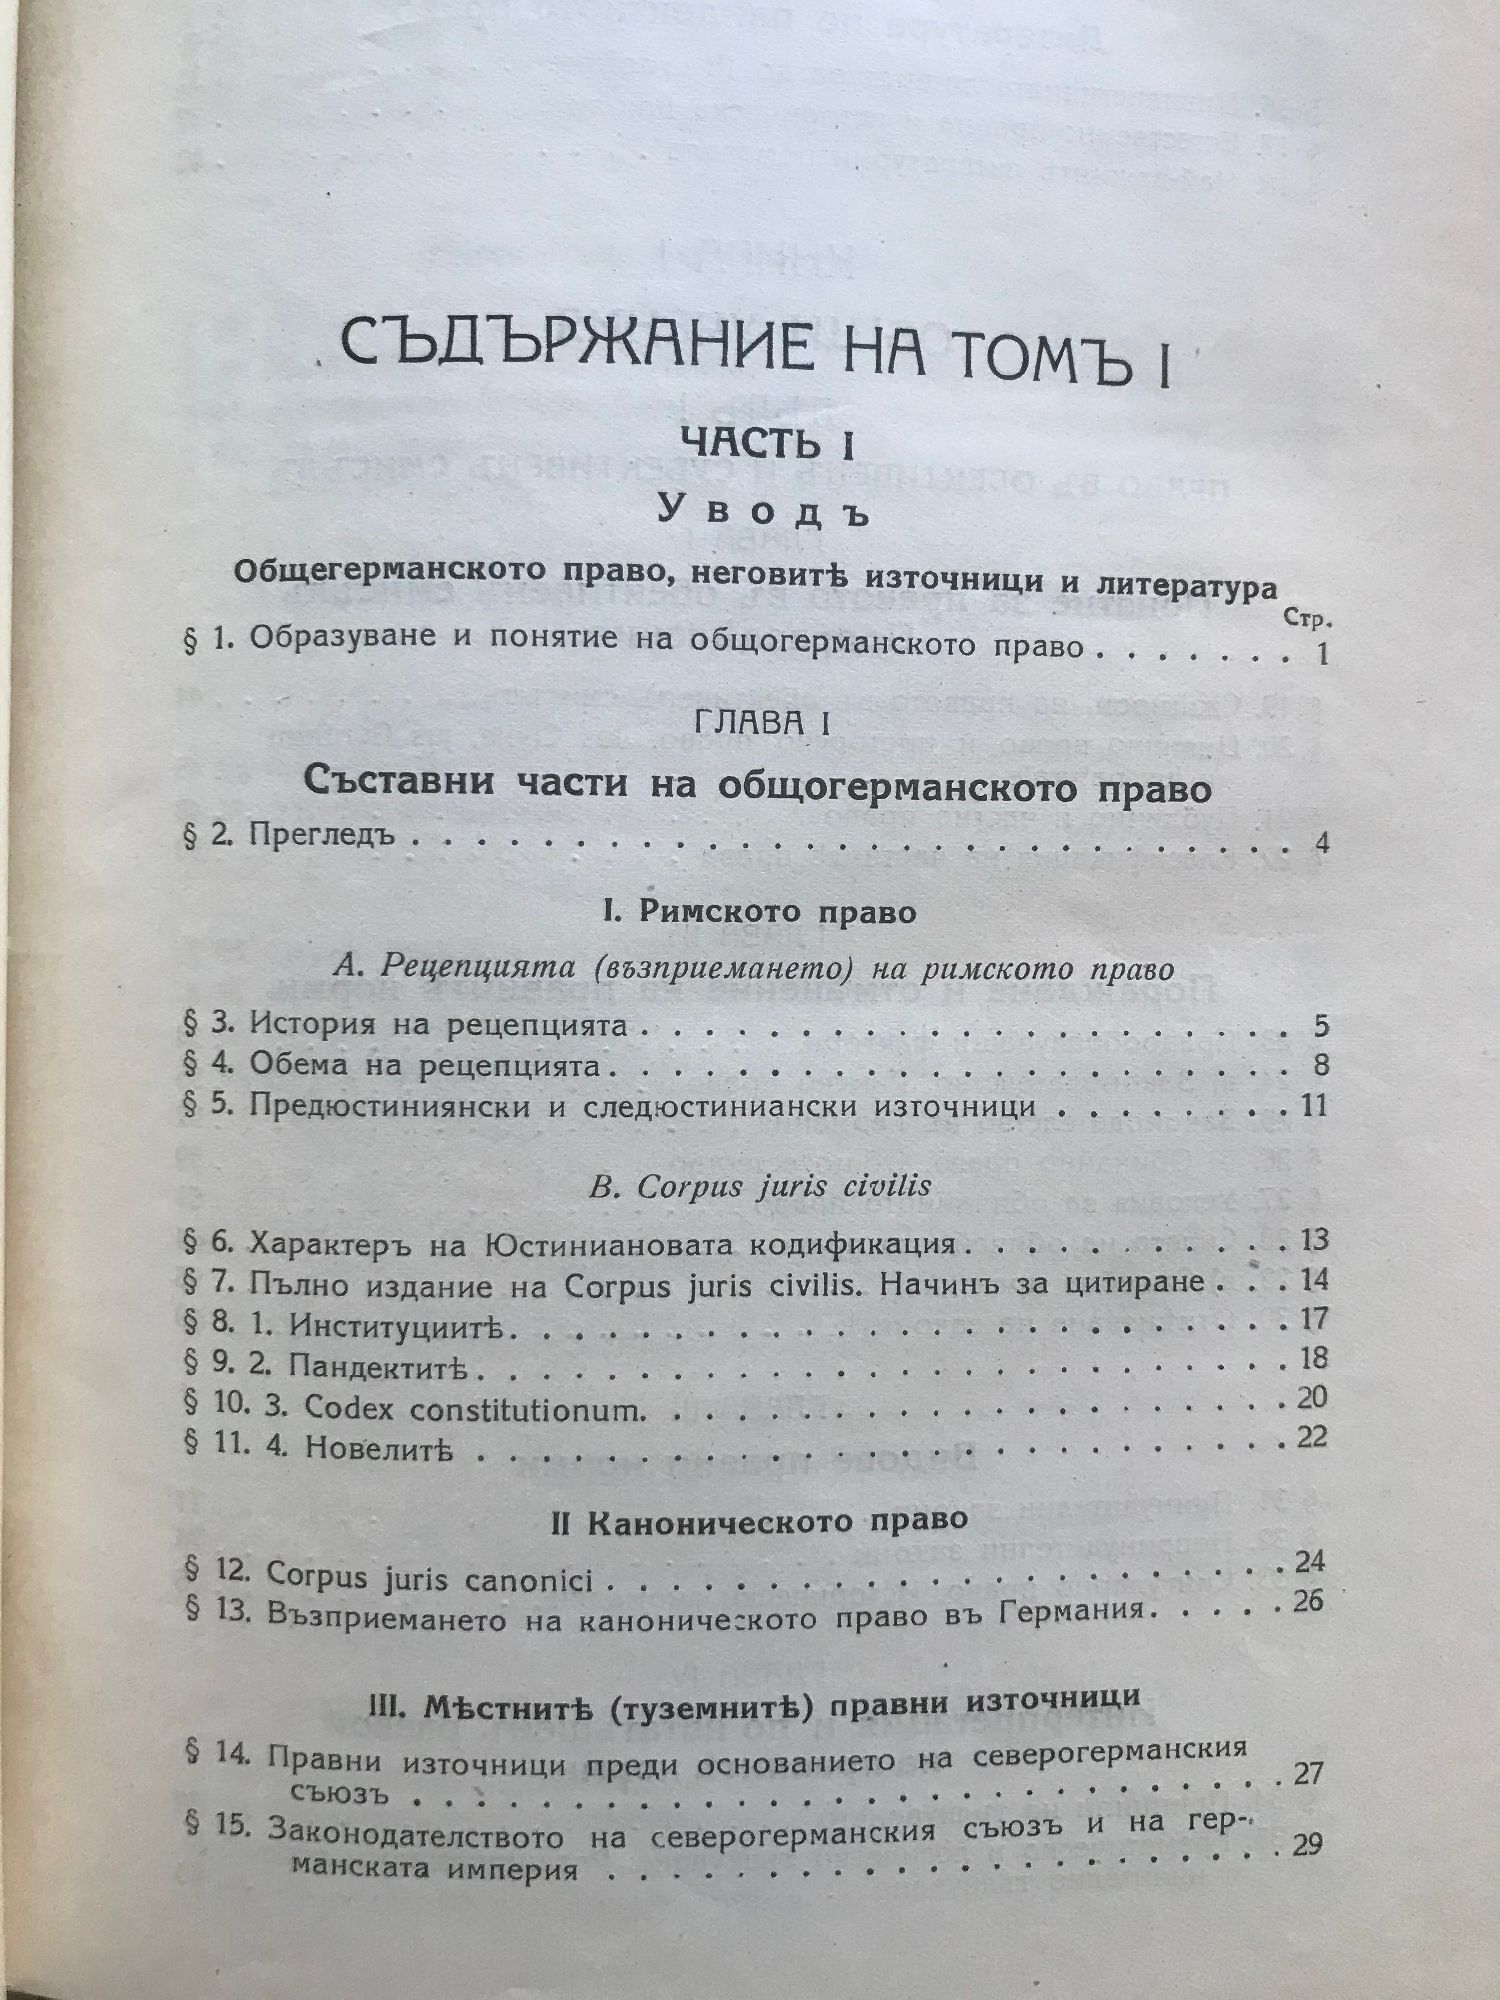 СЪДЪРЖАНИЕ НА ТОМЪ I
ЧАСТЬ I
Уводъ
Общегерманското право, неговитѣ източници и литература
Стр.
§ 1. Образуване и понятие на общогерманското право . . . . . . . 1
ГЛАВА I
Съставни части на общогерманското право
§ 2. Прегледъ . . . . . . . . . . . . . . . . . . . . . . . . . . . 4
I. Римското право
А. Рецепцията (възприемането) на римското право
§ 3. История на рецепцията . . . . . . . . . . . . . . . . . . . . 5
§ 4. Обема на рецепцията . . . . . . . . . . . . . . . . . . . . . 8
§ 5. Предюстиниянски и следюстиниански източници . . . . . . . . 11
В. Corpus juris civilis
§ 6. Характеръ на Юстиниановата кодификация . . . . . . . . . . 13
§ 7. Пълно издание на Corpus juris civilis. Начинъ за цитиране . . . 14
§ 8. 1. Институциитѣ . . . . . . . . . . . . . . . . . . . . . . . . 17
§ 9. 2. Пандектитѣ . . . . . . . . . . . . . . . . . . . . . . . . . 18
§ 10. 3. Codex constitutionum. . . . . . . . . . . . . . . . . . . . 20
§ 11. 4. Новелитѣ . . . . . . . . . . . . . . . . . . . . . . . . . 22
II Каноническото право
§ 12. Corpus juris canonici . . . . . . . . . . . . . . . . . . . . . 24
§ 13. Възприемането на каноническото право въ Германия . . . . . 26
III. Мѣстнитѣ (туземнитѣ) правни източници
§ 14. Правни източници преди основанието на северогерманския
съюзъ . . . . . . . . . . . . . . . . . . . . . . . . . . . 27
§ 15. Законодателството на северогерманския съюзъ и на гер-
манската империя . . . . . . . . . . . . . . . . . . . . . 29